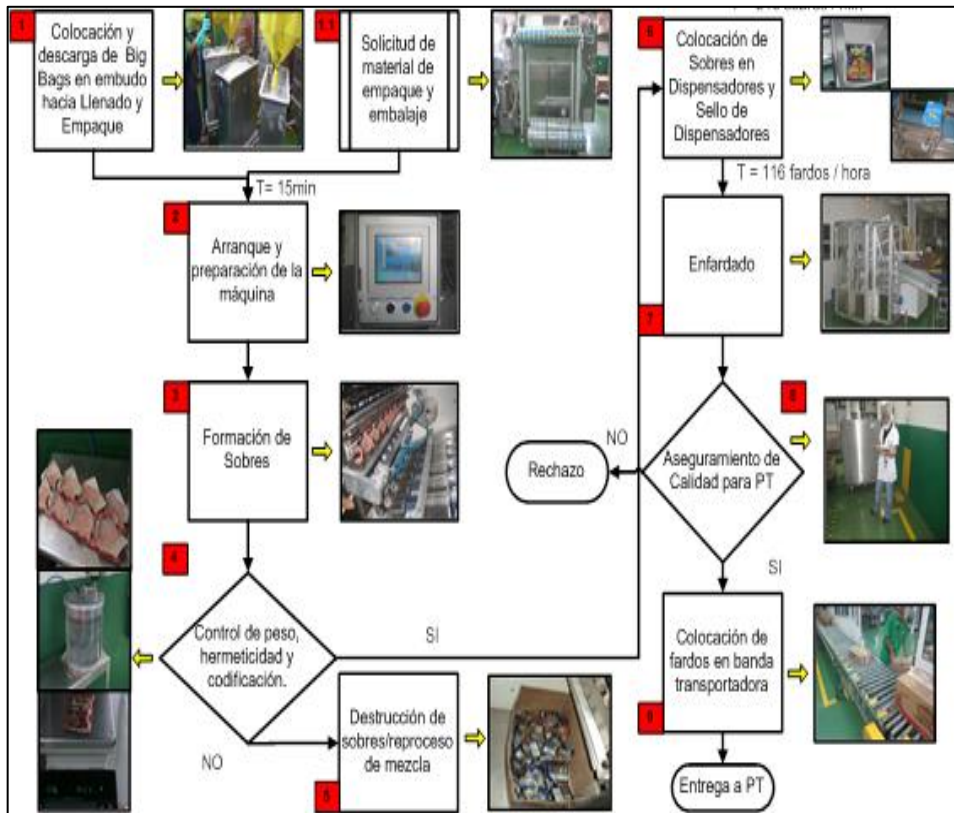 1
Colocación y
descarga de Big
Bags en embudo
hacia Llenado y
Empaque
1.1
Solicitud de
material de
empaque y
embalaje
T= 15min
2
Arranque y
preparación de la
máquina
3
Formación de
Sobres
4
Control de peso,
hermeticidad y
codificación.
SI
NO
5
Destrucción de
sobres/reproceso
de mezcla
6
Colocación de
Sobres en
Dispensadores y
Sello de
Dispensadores
T = 116 fardos / hora
7
Enfardado
8
Aseguramiento de
Calidad para PT
NO
Rechazo
SI
9
Colocación de
fardos en banda
transportadora
Entrega a PT